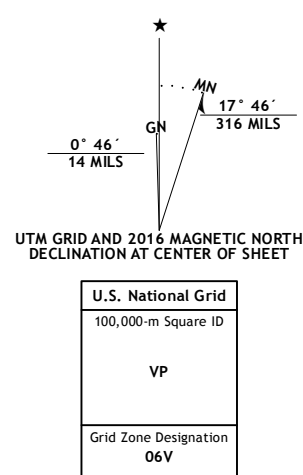 ★
MN
17° 46´
316 MILS
GN
0° 46´
14 MILS
UTM GRID AND 2016 MAGNETIC NORTH
DECLINATION AT CENTER OF SHEET
U.S. National Grid
100,000-m Square ID
VP
Grid Zone Designation
06V